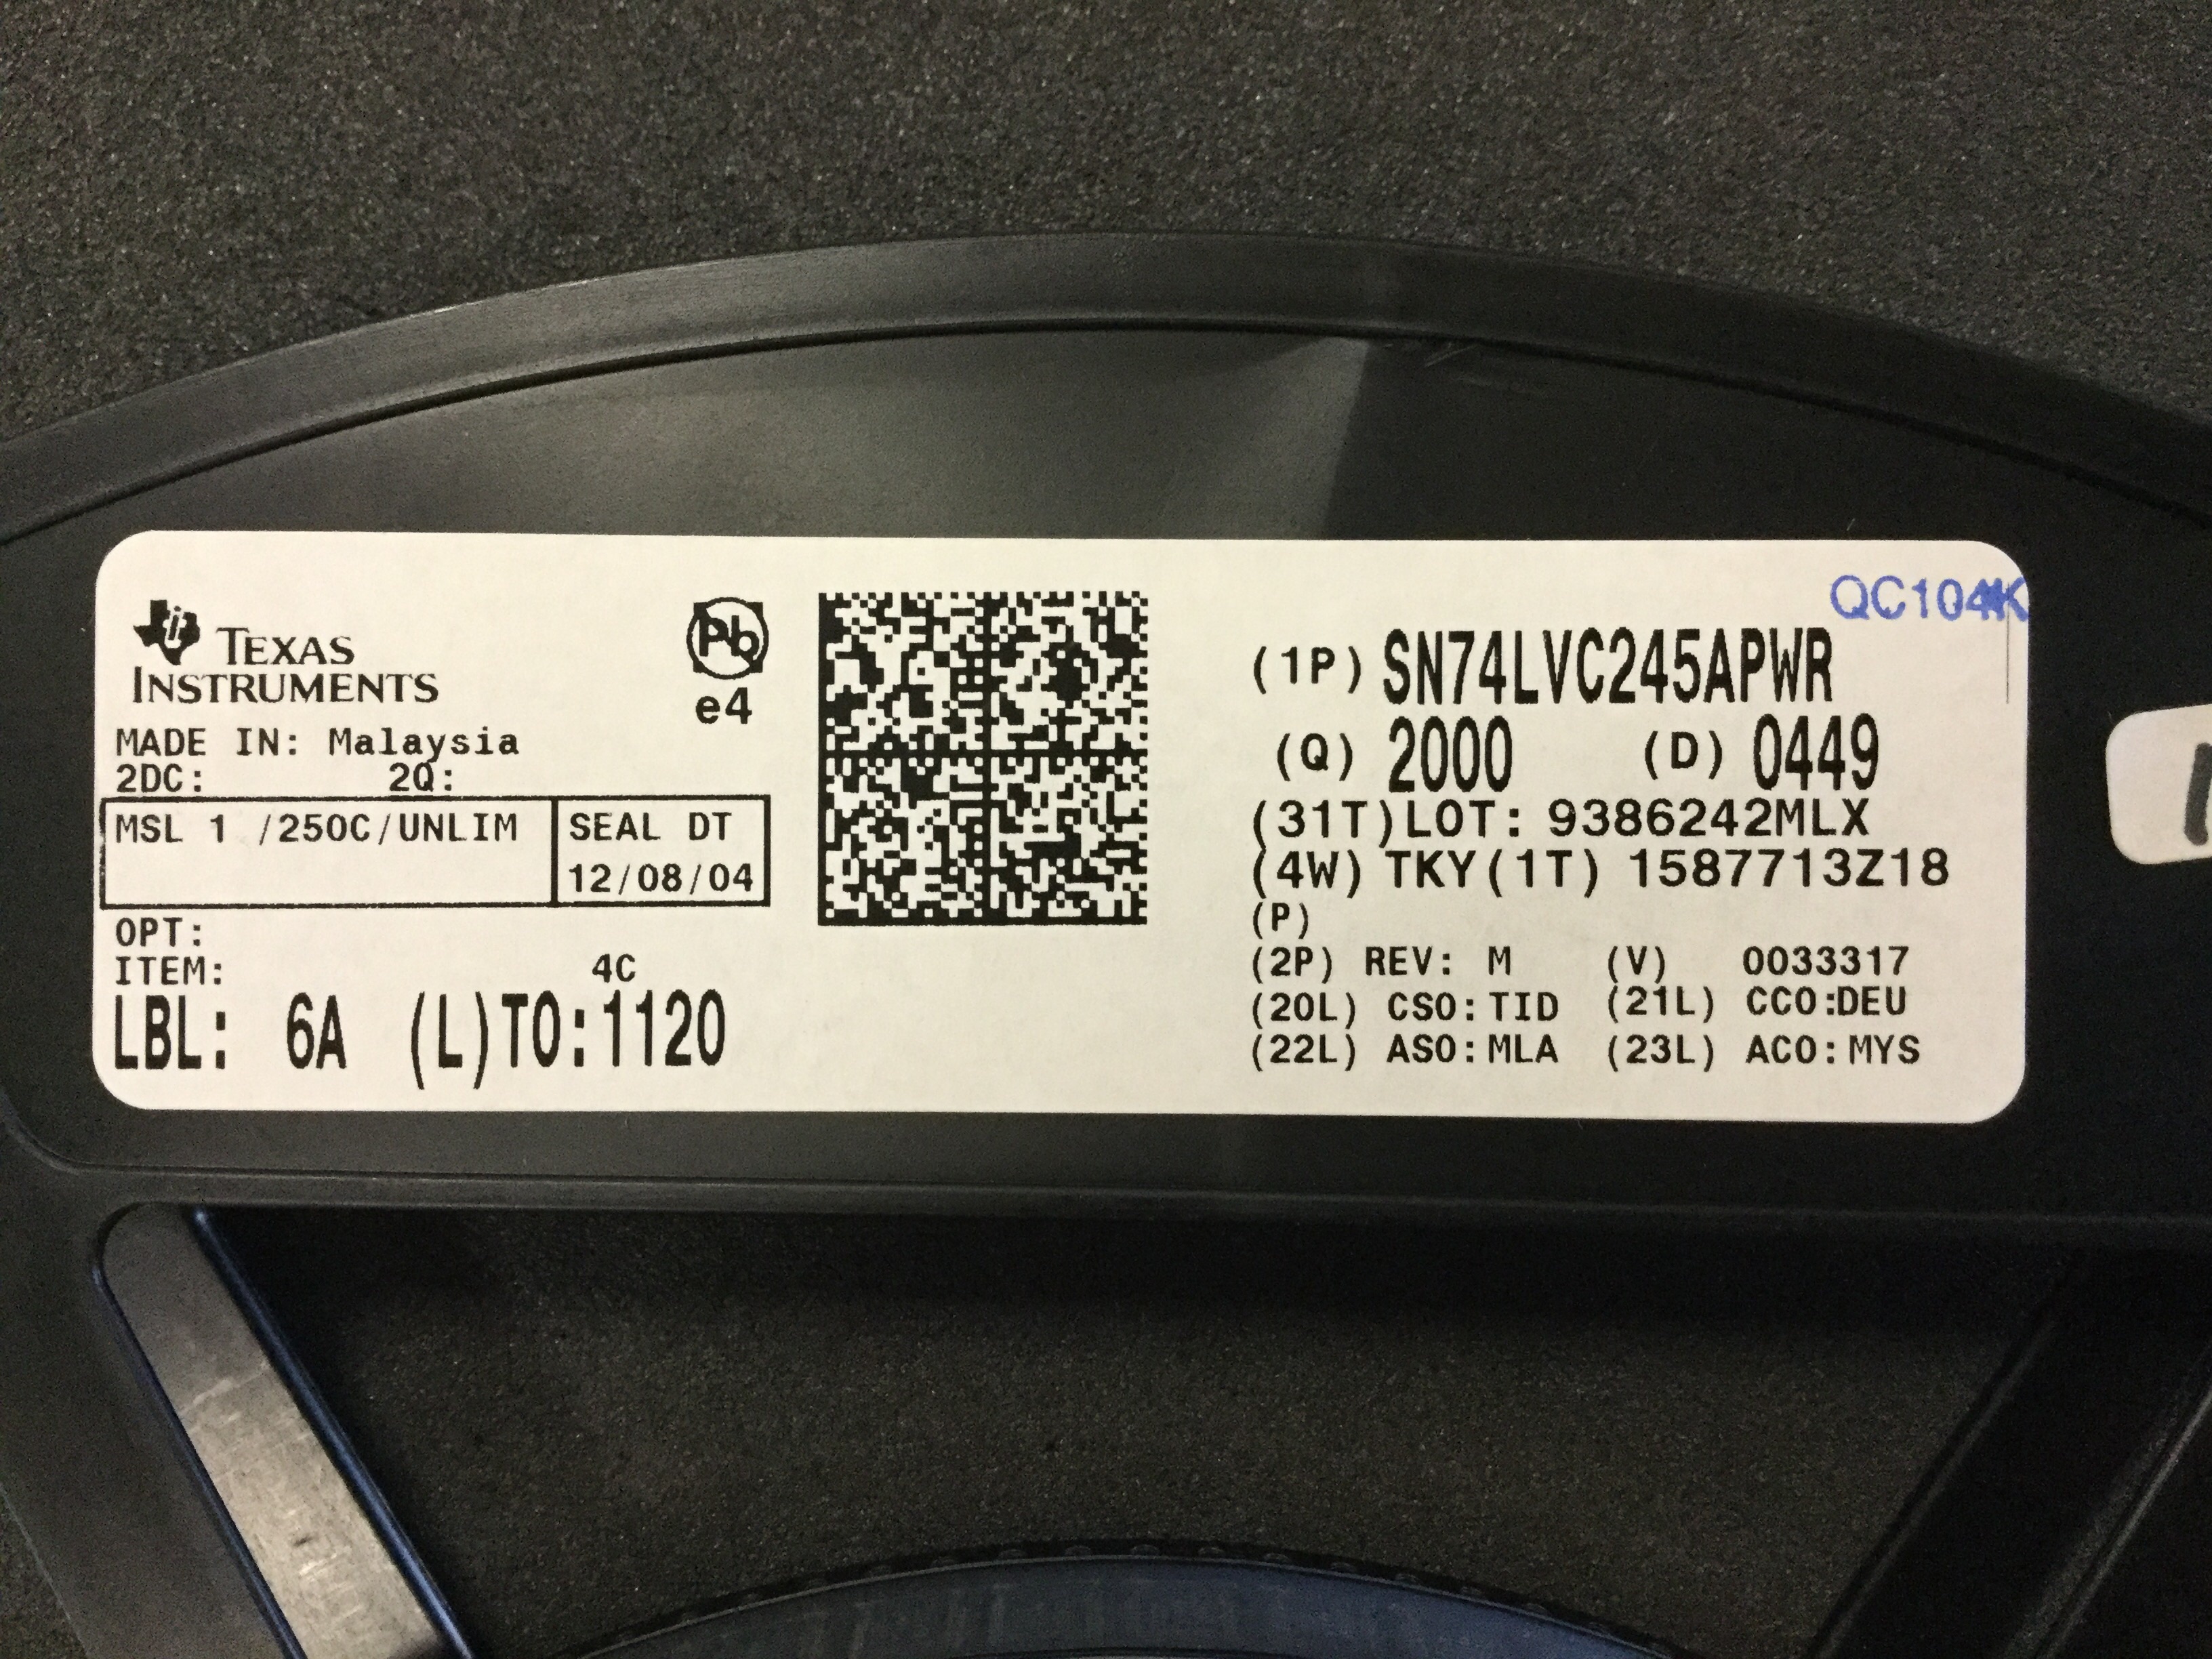 TEXAS
INSTRUMENTS
Pb
e4
MADE IN: Malaysia
2DC: 2Q:
MSL 1 /250C/UNLIM
SEAL DT
12/08/04
OPT:
ITEM: 4C
LBL: 6A (L)TO:1120
(1P) SN74LVC245APWR
(Q) 2000 (D) 0449
(31T)LOT: 9386242MLX
(4W) TKY(1T) 1587713Z18
(P)
(2P) REV: M (V) 0033317
(20L) CSO:TID (21L) CCO:DEU
(22L) ASO:MLA (23L) ACO:MYS